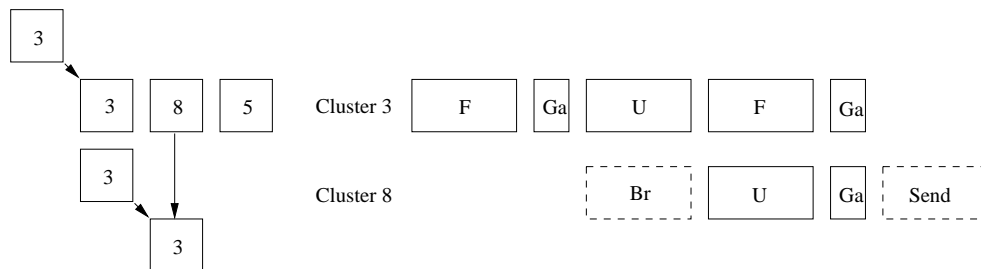 3
3 8 5 Cluster 3 F Ga U F Ga
3 Cluster 8 Br U Ga Send
3